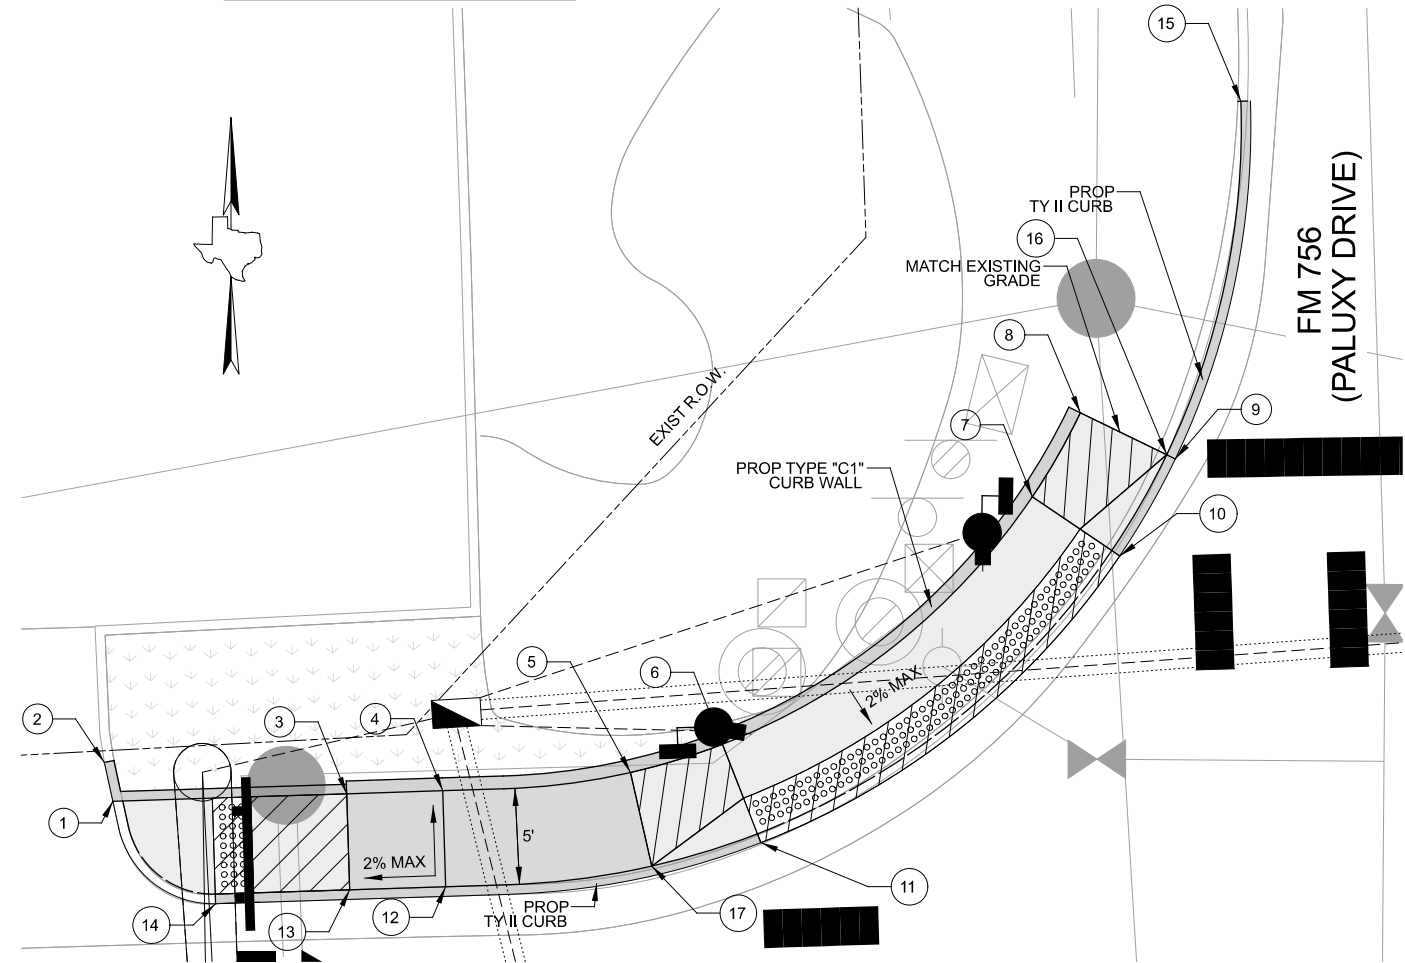 15
PROP
TY II CURB
16
MATCH EXISTING
GRADE
FM 756
(PALUXY DRIVE)
8
EXIST R.O.W.
7
9
PROP TYPE "C1"
CURB WALL
10
5
6
2% MAX
2
3
4
1
5'
2% MAX
PROP
TY II CURB
11
14
13
12
17